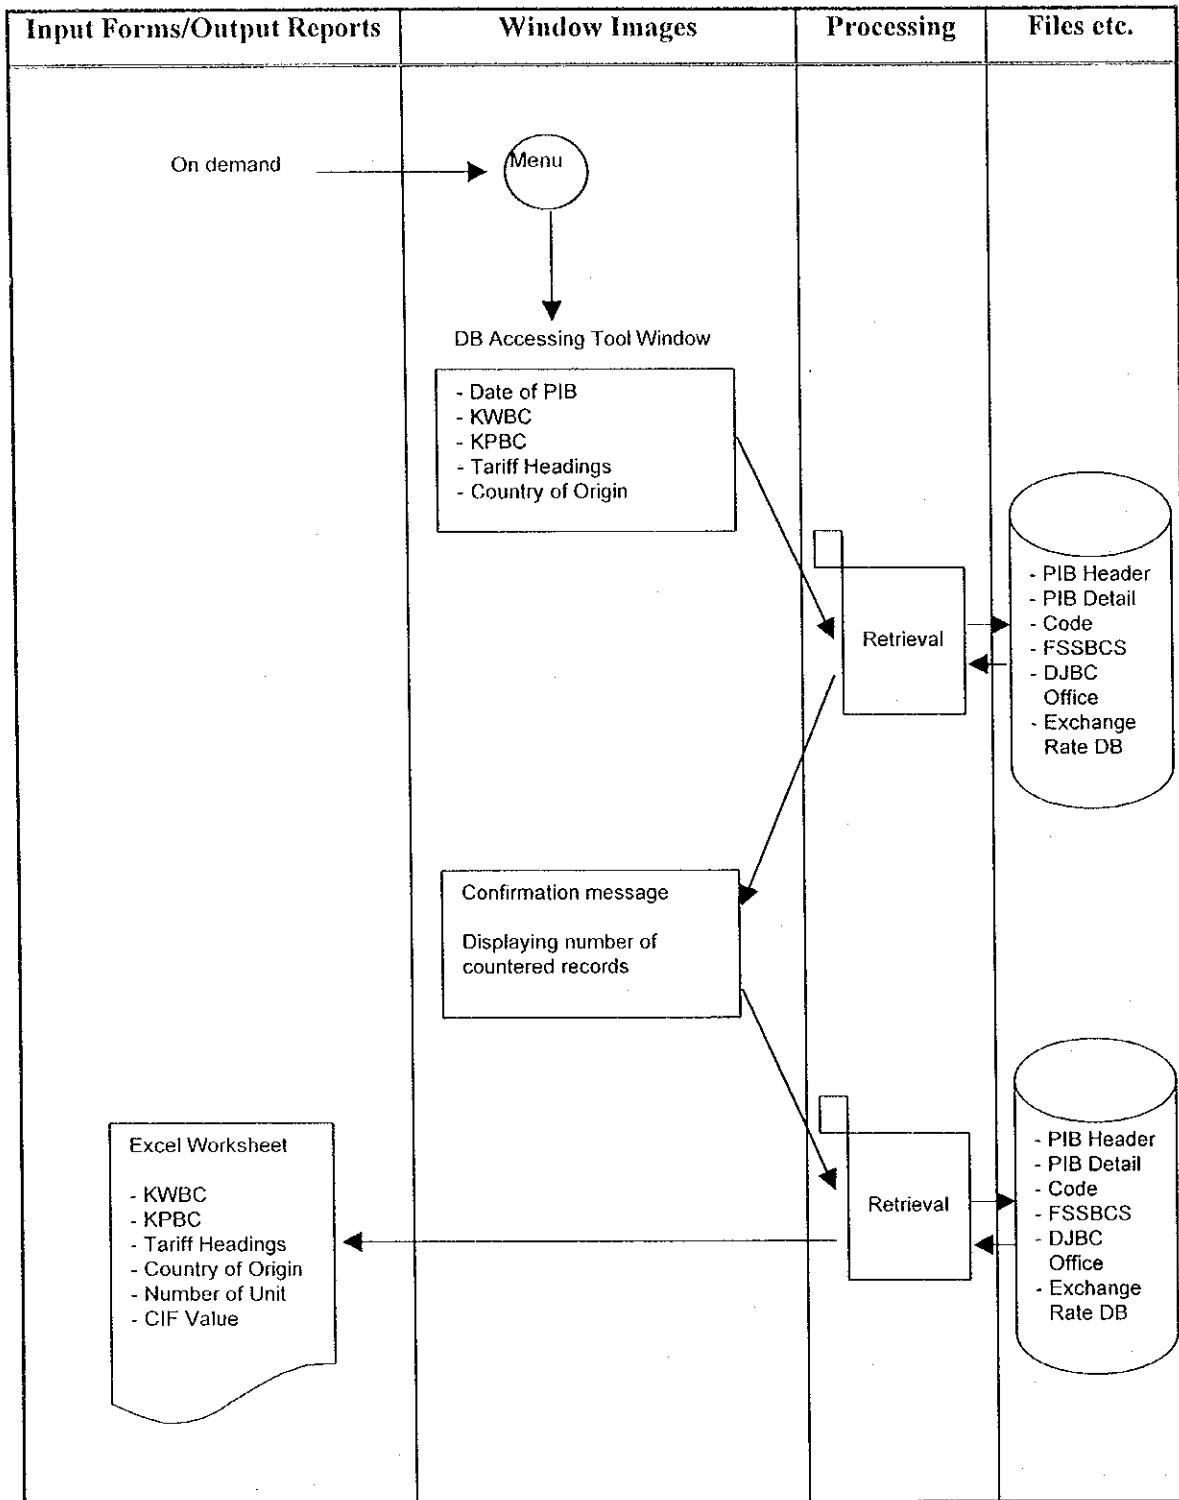 Input Forms/Output Reports
Window Images
Processing
Files etc.
On demand
Menu
DB Accessing Tool Window
- Date of PIB
- KWBC
- KPBC
- Tariff Headings
- Country of Origin
Retrieval
- PIB Header
- PIB Detail
- Code
- FSSBCS
- DJBC
Office
- Exchange
Rate DB
Confirmation message
Displaying number of
countered records
Excel Worksheet
- KWBC
- KPBC
- Tariff Headings
- Country of Origin
- Number of Unit
- CIF Value
Retrieval
- PIB Header
- PIB Detail
- Code
- FSSBCS
- DJBC
Office
- Exchange
Rate DB